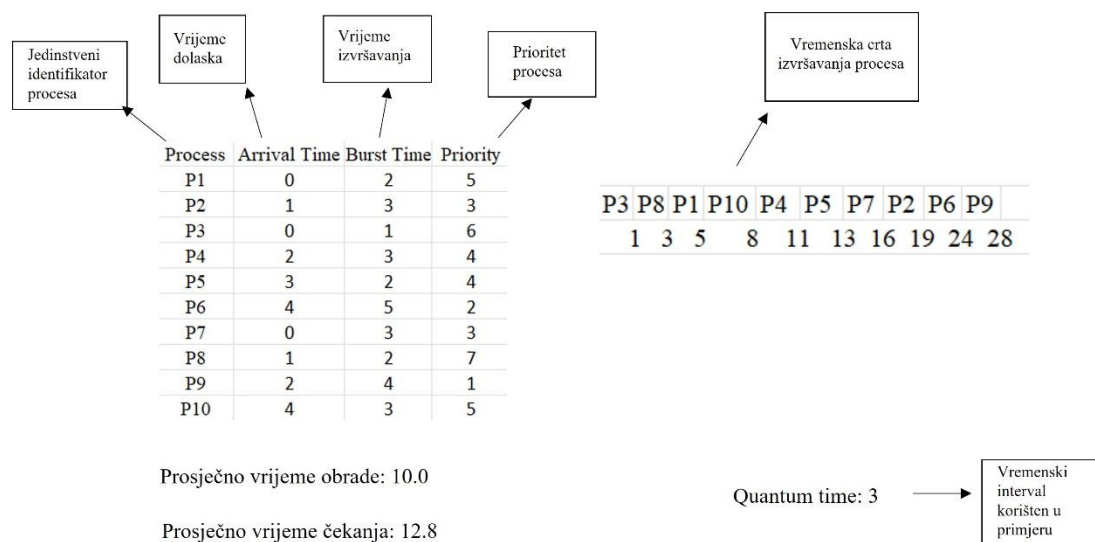 Jedinstveni
identifikator
procesa
Vrijeme
dolaska
Vrijeme
izvršavanja
Prioritet
procesa
Vremenska crta
izvršavanja procesa
Process Arrival Time Burst Time Priority
P1 0 2 5
P2 1 3 3
P3 0 1 6
P4 2 3 4
P5 3 2 4
P6 4 5 2
P7 0 3 3
P8 1 2 7
P9 2 4 1
P10 4 3 5
P3 P8 P1 P10 P4 P5 P7 P2 P6 P9
1 3 5 8 11 13 16 19 24 28
Prosječno vrijeme obrade: 10.0
Prosječno vrijeme čekanja: 12.8
Quantum time: 3
Vremenski
interval
korišten u
primjeru